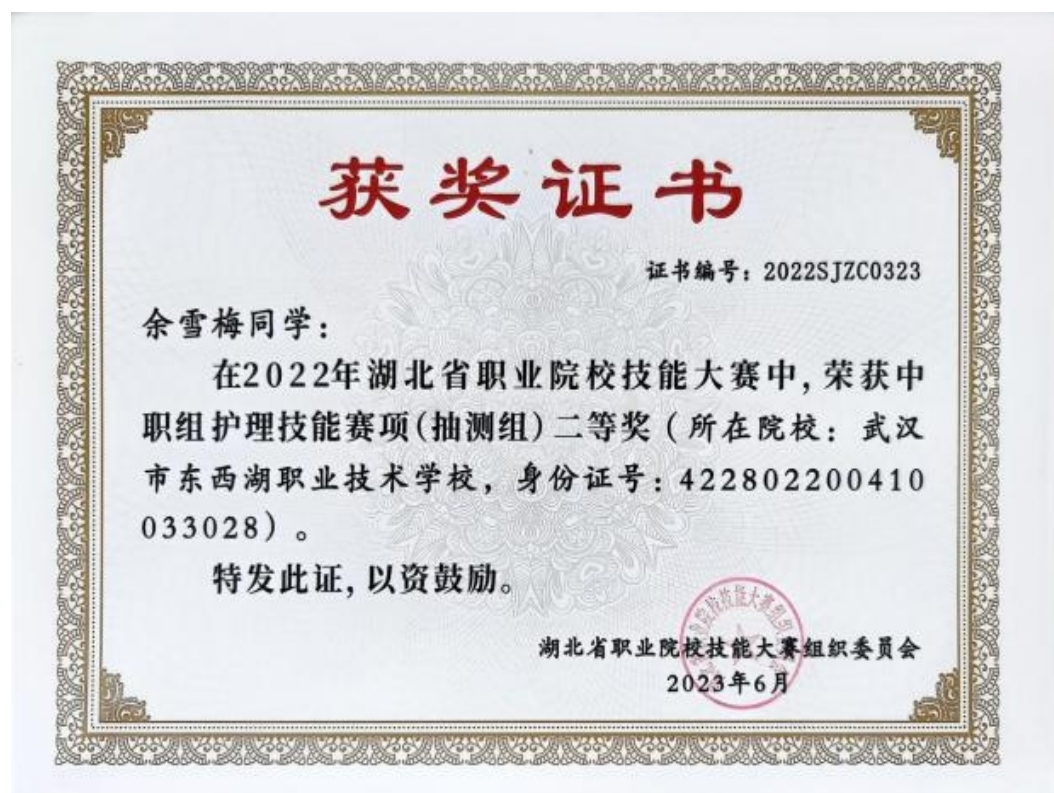 获奖证书
证书编号：2022SJZC0323
余雪梅同学：
在2022年湖北省职业院校技能大赛中，荣获中
职组护理技能赛项(抽测组)二等奖（所在院校：武汉
市东西湖职业技术学校，身份证号：422802200410
033028）。
特发此证，以资鼓励。
湖北省职业院校技能大赛组织委员会
2023年6月